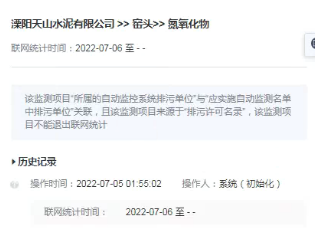 溧阳天山水泥有限公司 >> 窑头>> 氮氧化物
联网统计时间：2022-07-06 至 - -
该监测项目“所属的自动监控系统排污单位”与“应实施自动监测名单
中排污单位”关联，且该监测项目来源于“排污许可名录”，该监测项
目不能退出联网统计
历史记录
操作时间：2022-07-05 01:55:02 操作人：系统（初始化）
联网统计时间： 2022-07-06 至 - -